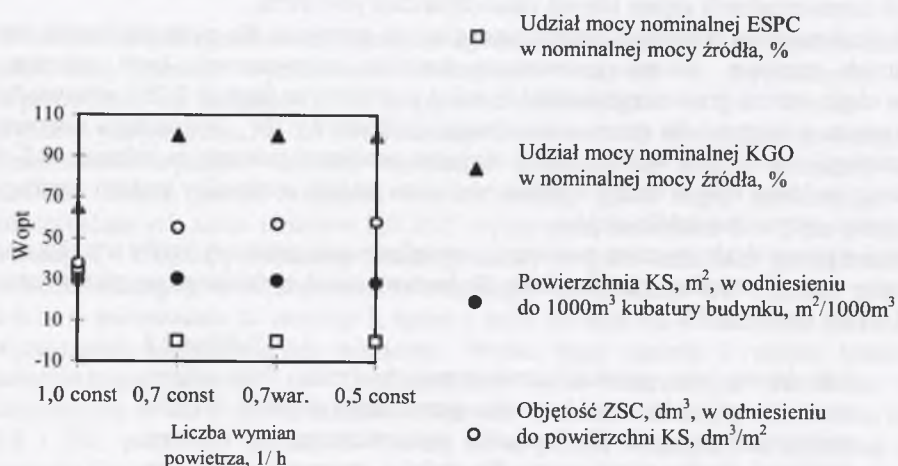 Udział mocy nominalnej ESPC
w nominalnej mocy źródła, %
Udział mocy nominalnej KGO
w nominalnej mocy źródła, %
Powierzchnia KS, m², w odniesieniu
do 1000m³ kubatury budynku, m²/1000m³
Objętość ZSC, dm³, w odniesieniu
do powierzchni KS, dm³/m²
Wopt
110
90
70
50
30
10
-10
1,0 const 0,7 const 0,7war. 0,5 const
Liczba wymian
powietrza, 1/ h